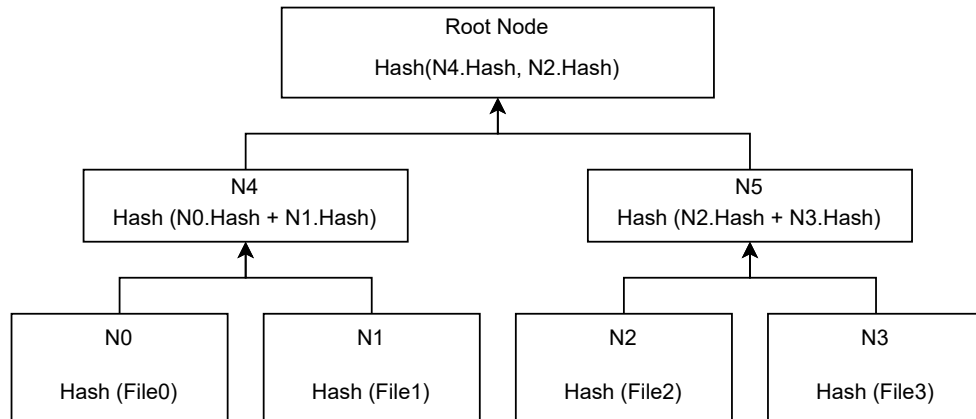 Root Node
Hash(N4.Hash, N2.Hash)
N4
Hash (N0.Hash + N1.Hash)
N5
Hash (N2.Hash + N3.Hash)
N0
Hash (File0)
N1
Hash (File1)
N2
Hash (File2)
N3
Hash (File3)